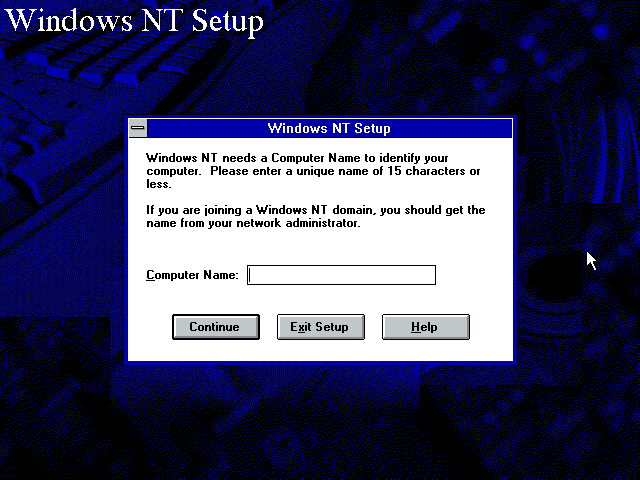 Windows NT Setup
Windows NT Setup
Windows NT needs a Computer Name to identify your
computer.  Please enter a unique name of 15 characters or
less.
If you are joining a Windows NT domain, you should get the
name from your network administrator.
Computer Name:
Continue
Exit Setup
Help